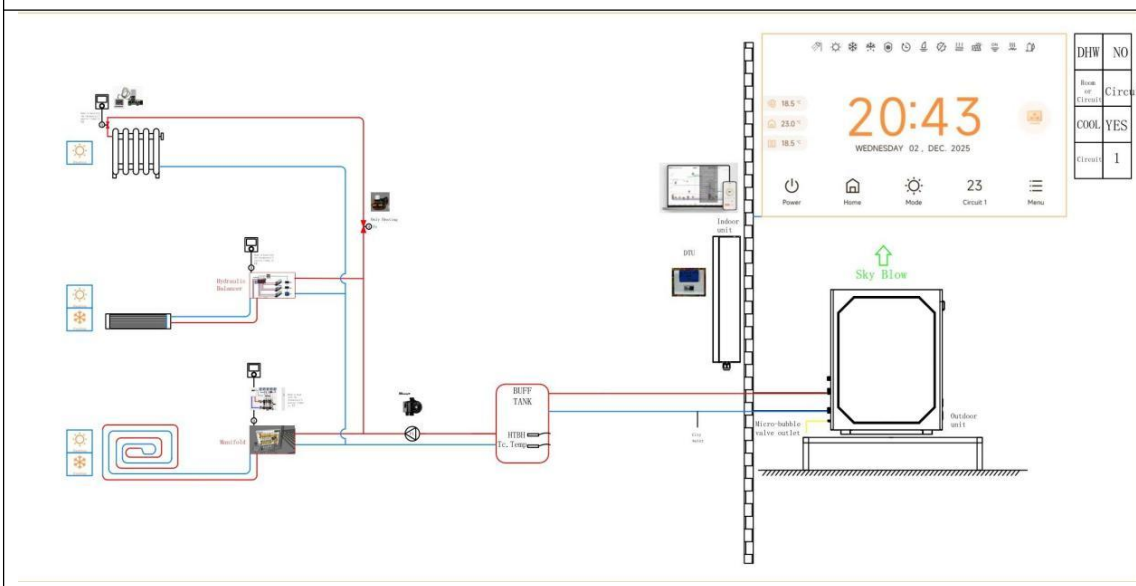 DHW NO
Room or Circuit Circu
COOL YES
Circuit 1
18.5 °
23.0 °
18.5 °
20:43
WEDNESDAY 02 , DEC. 2025
Power
Home
Mode
23
Circuit 1
Menu
Indoor unit
DTU
Sky Blow
Hydraulic Balancer
BUFF TANK
HTBH
Tc.Temp
Manifold
Micro-bubble valve outlet
Outdoor unit